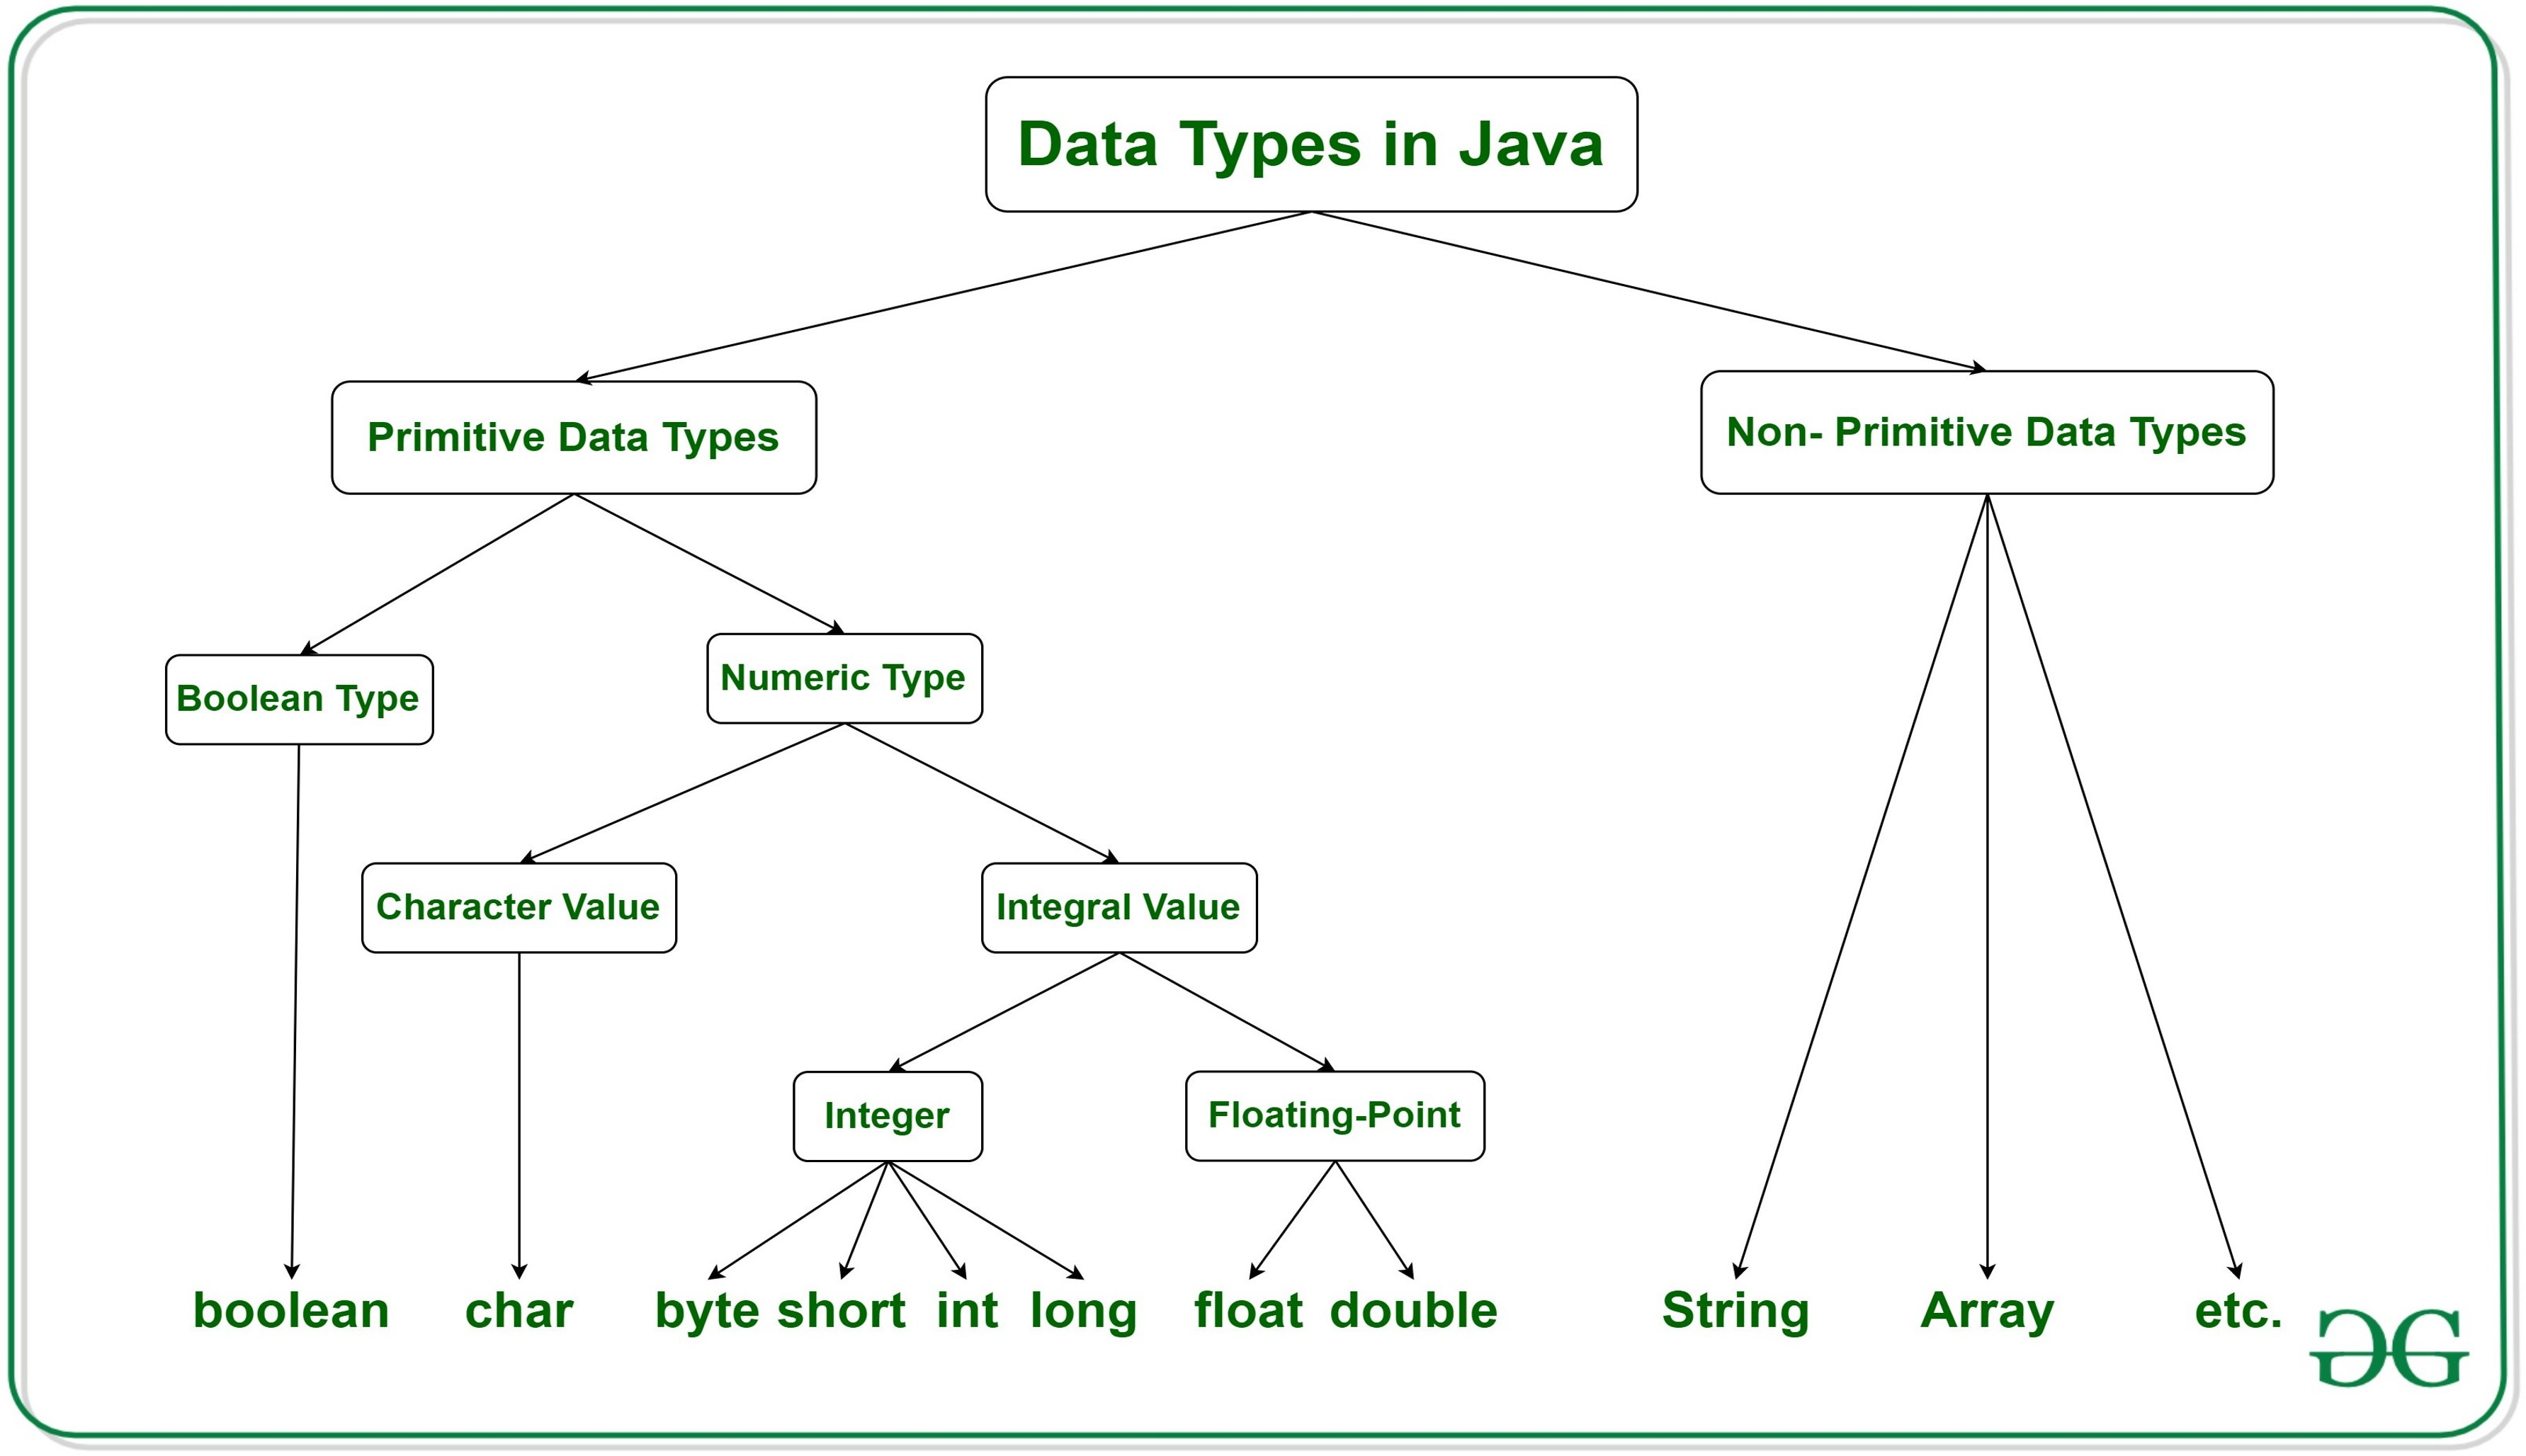 Data Types in Java
Primitive Data Types
Non- Primitive Data Types
Boolean Type
Numeric Type
Character Value
Integral Value
Integer
Floating-Point
boolean
char
byte
short
int
long
float
double
String
Array
etc.